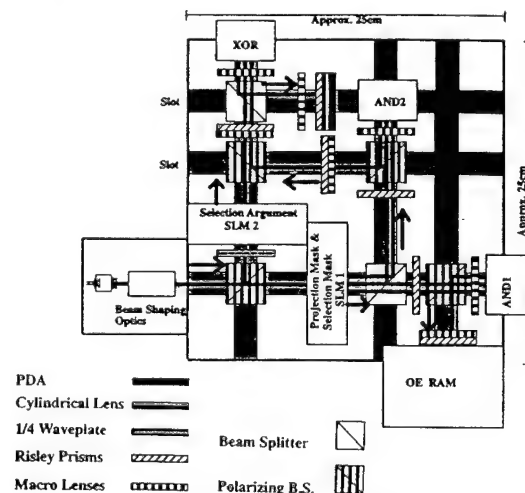 Approx. 25cm
XOR
Slot
AND2
Slot
Approx. 25cm
Selection Argument
SLM 2
Projection Mask &
Selection Mask
SLM 1
Beam Shaping
Optics
AND1
OE RAM
PDA
Cylindrical Lens
1/4 Waveplate
Risley Prisms
Macro Lenses
Beam Splitter
Polarizing B.S.